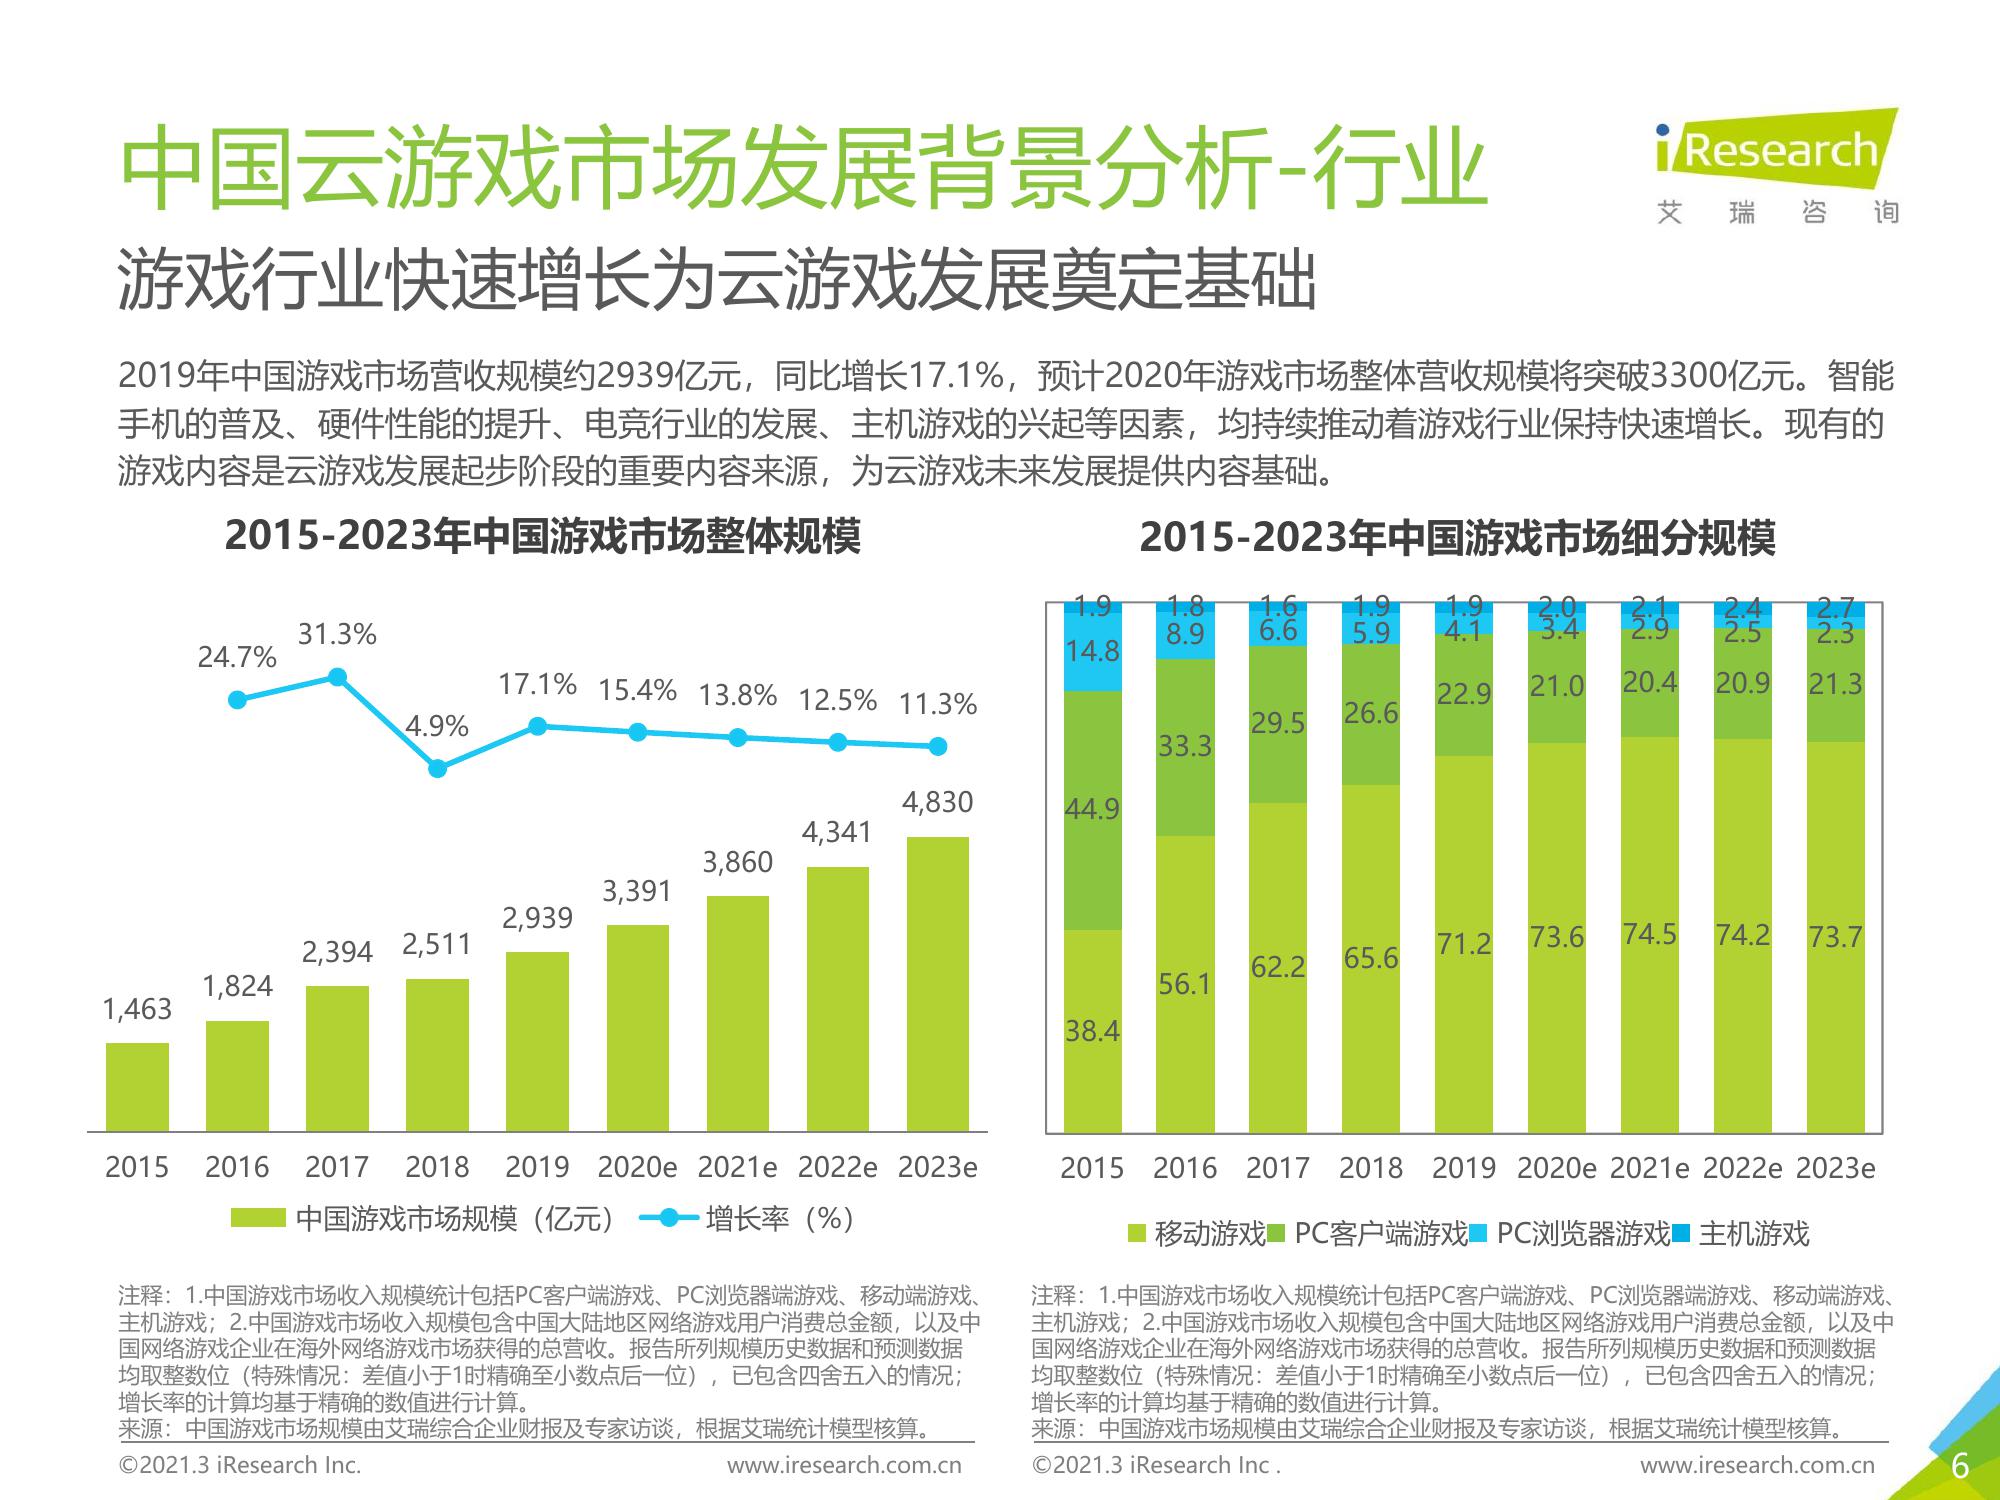 中国云游戏市场发展背景分析-行业
iResearch
艾瑞咨询
游戏行业快速增长为云游戏发展奠定基础
2019年中国游戏市场营收规模约2939亿元，同比增长17.1%，预计2020年游戏市场整体营收规模将突破3300亿元。智能
手机的普及、硬件性能的提升、电竞行业的发展、主机游戏的兴起等因素，均持续推动着游戏行业保持快速增长。现有的
游戏内容是云游戏发展起步阶段的重要内容来源，为云游戏未来发展提供内容基础。
2015-2023年中国游戏市场整体规模
24.7% 31.3% 4.9% 17.1% 15.4% 13.8% 12.5% 11.3%
1,463 1,824 2,394 2,511 2,939 3,391 3,860 4,341 4,830
2015 2016 2017 2018 2019 2020e 2021e 2022e 2023e
中国游戏市场规模（亿元） 增长率（%）
2015-2023年中国游戏市场细分规模
1.9 1.8 1.6 1.9 1.9 2.0 2.1 2.4 2.7
14.8 8.9 6.6 5.9 4.1 3.4 2.9 2.5 2.3
44.9 33.3 29.5 26.6 22.9 21.0 20.4 20.9 21.3
38.4 56.1 62.2 65.6 71.2 73.6 74.5 74.2 73.7
2015 2016 2017 2018 2019 2020e 2021e 2022e 2023e
移动游戏 PC客户端游戏 PC浏览器游戏 主机游戏
注释：1.中国游戏市场收入规模统计包括PC客户端游戏、PC浏览器端游戏、移动端游戏、
主机游戏；2.中国游戏市场收入规模包含中国大陆地区网络游戏用户消费总金额，以及中
国网络游戏企业在海外网络游戏市场获得的总营收。报告所列规模历史数据和预测数据
均取整数位（特殊情况：差值小于1时精确至小数点后一位），已包含四舍五入的情况；
增长率的计算均基于精确的数值进行计算。
来源：中国游戏市场规模由艾瑞综合企业财报及专家访谈，根据艾瑞统计模型核算。
注释：1.中国游戏市场收入规模统计包括PC客户端游戏、PC浏览器端游戏、移动端游戏、
主机游戏；2.中国游戏市场收入规模包含中国大陆地区网络游戏用户消费总金额，以及中
国网络游戏企业在海外网络游戏市场获得的总营收。报告所列规模历史数据和预测数据
均取整数位（特殊情况：差值小于1时精确至小数点后一位），已包含四舍五入的情况；
增长率的计算均基于精确的数值进行计算。
来源：中国游戏市场规模由艾瑞综合企业财报及专家访谈，根据艾瑞统计模型核算。
©2021.3 iResearch Inc. www.iresearch.com.cn
©2021.3 iResearch Inc . www.iresearch.com.cn
6